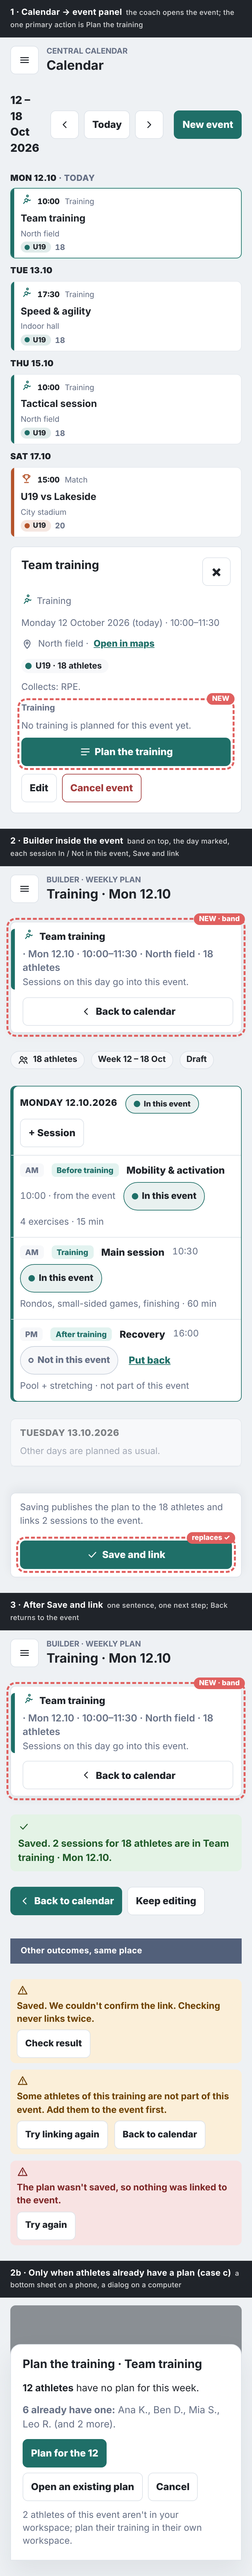 1 · Calendar → event panel the coach opens the event; the
one primary action is Plan the training
CENTRAL CALENDAR
Calendar
12 –
18
Oct
2026
Today
New event
MON 12.10 · TODAY
10:00 Training
Team training
North field
U19 18
TUE 13.10
17:30 Training
Speed & agility
Indoor hall
U19 18
THU 15.10
10:00 Training
Tactical session
North field
U19 18
SAT 17.10
15:00 Match
U19 vs Lakeside
City stadium
U19 20
Team training
Training
Monday 12 October 2026 (today) · 10:00–11:30
North field · Open in maps
U19 · 18 athletes
Collects: RPE.
NEW
Training
No training is planned for this event yet.
Plan the training
Edit
Cancel event
2 · Builder inside the event band on top, the day marked,
each session In / Not in this event, Save and link
BUILDER · WEEKLY PLAN
Training · Mon 12.10
NEW · band
Team training
· Mon 12.10 · 10:00–11:30 · North field · 18
athletes
Sessions on this day go into this event.
Back to calendar
18 athletes
Week 12 – 18 Oct
Draft
MONDAY 12.10.2026
In this event
+ Session
AM Before training Mobility & activation
10:00 · from the event In this event
4 exercises · 15 min
AM Training Main session 10:30
In this event
Rondos, small-sided games, finishing · 60 min
PM After training Recovery 16:00
Not in this event Put back
Pool + stretching · not part of this event
TUESDAY 13.10.2026
Other days are planned as usual.
Saving publishes the plan to the 18 athletes and
links 2 sessions to the event.
replaces ✓
Save and link
3 · After Save and link one sentence, one next step; Back
returns to the event
BUILDER · WEEKLY PLAN
Training · Mon 12.10
NEW · band
Team training
· Mon 12.10 · 10:00–11:30 · North field · 18
athletes
Sessions on this day go into this event.
Back to calendar
Saved. 2 sessions for 18 athletes are in Team
training · Mon 12.10.
Back to calendar
Keep editing
Other outcomes, same place
Saved. We couldn't confirm the link. Checking
never links twice.
Check result
Some athletes of this training are not part of this
event. Add them to the event first.
Try linking again
Back to calendar
The plan wasn't saved, so nothing was linked to
the event.
Try again
2b · Only when athletes already have a plan (case c) a
bottom sheet on a phone, a dialog on a computer
Plan the training · Team training
12 athletes have no plan for this week.
6 already have one: Ana K., Ben D., Mia S.,
Leo R. (and 2 more).
Plan for the 12
Open an existing plan
Cancel
2 athletes of this event aren't in your
workspace; plan their training in their own
workspace.